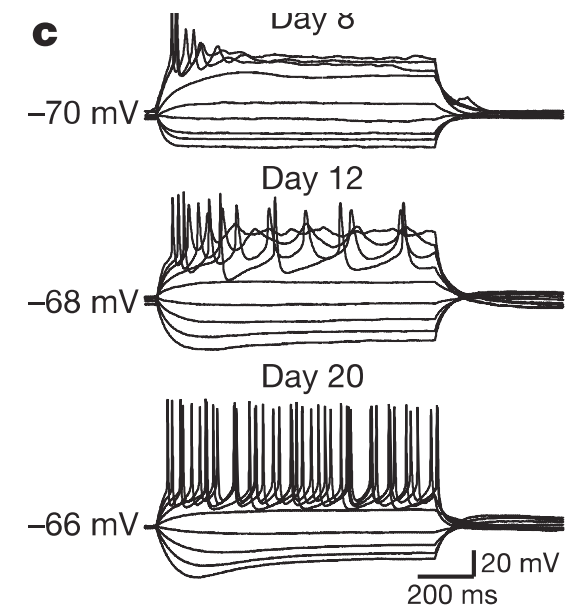 c
Day 8
–70 mV
Day 12
–68 mV
Day 20
–66 mV
20 mV
200 ms